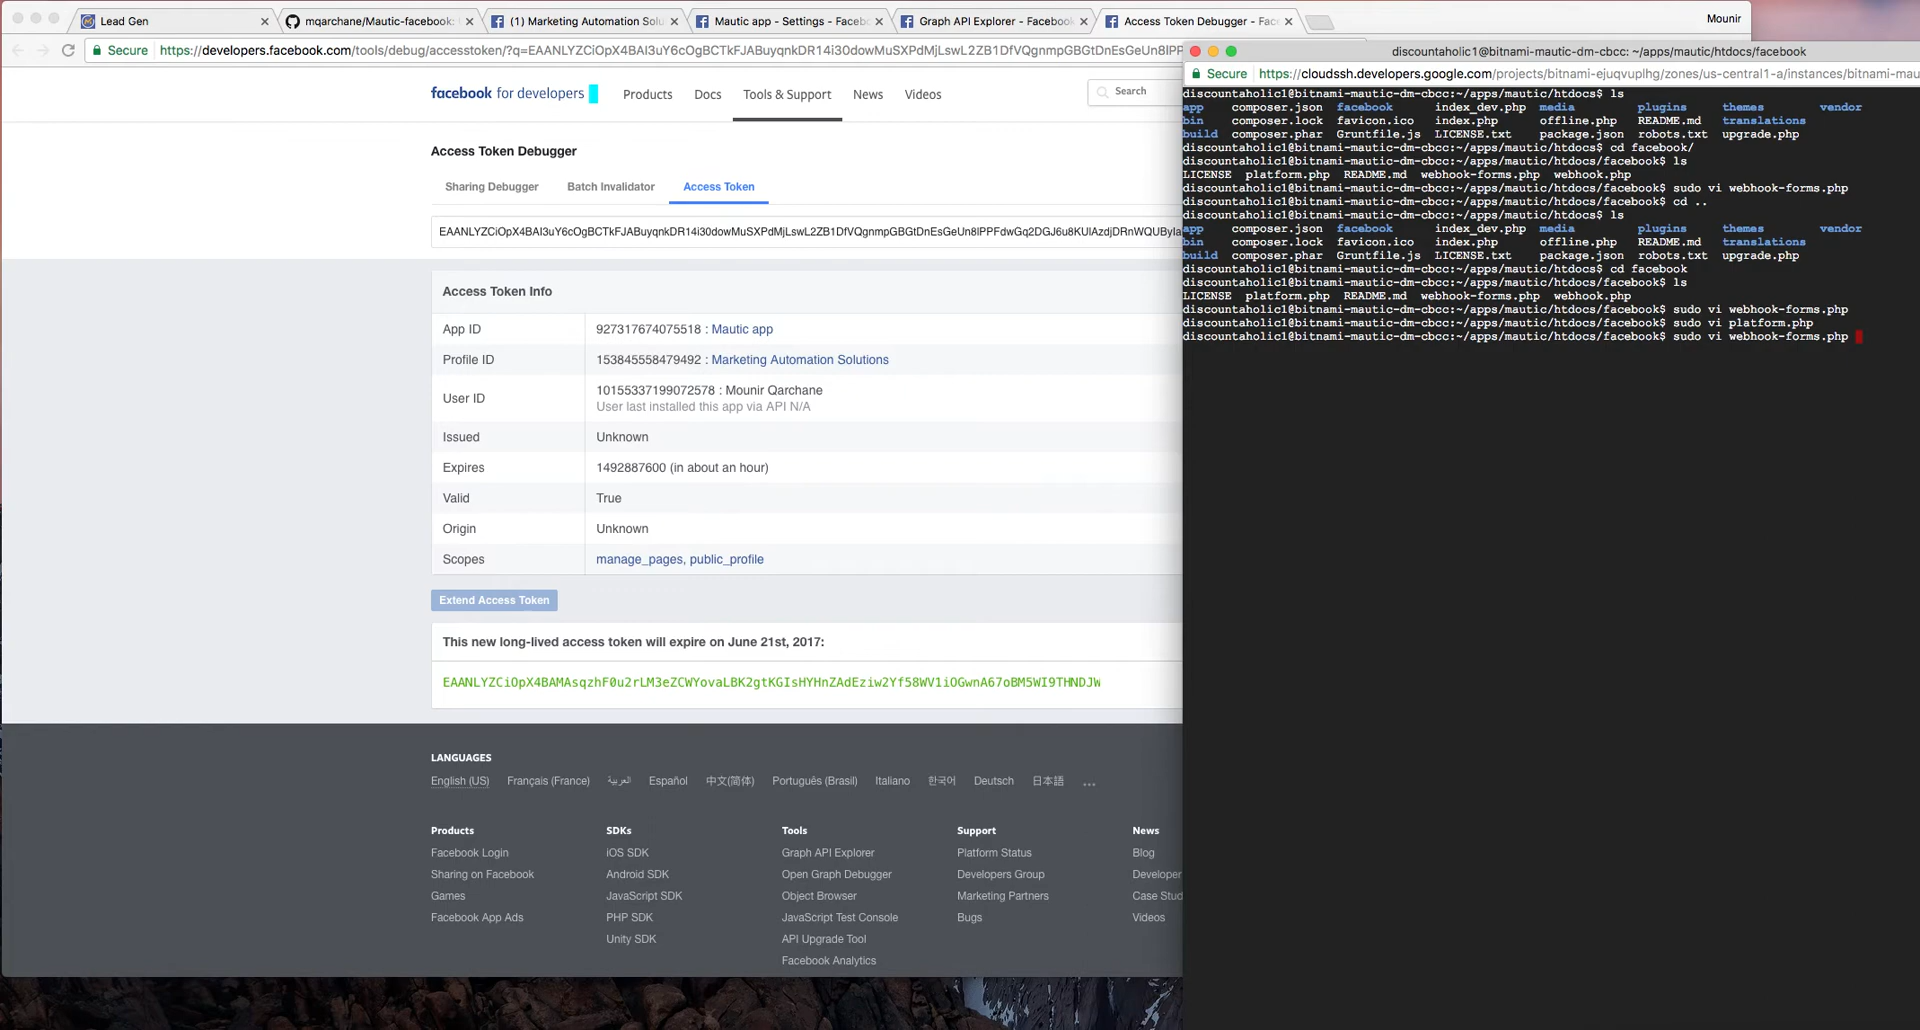 Lead Gen
mqarchane/Mautic-facebook:
(1) Marketing Automation Solu
Mautic app - Settings - Faceb
Graph API Explorer - Facebook
Access Token Debugger - Fac
Mounir
Secure
https://developers.facebook.com/tools/debug/accesstoken/?q=
facebook for developers
Products
Docs
Tools & Support
News
Videos
Search
Access Token Debugger
Sharing Debugger
Batch Invalidator
Access Token
Access Token Info
App ID
927317674075518 : Mautic app
Profile ID
153845558479492 : Marketing Automation Solutions
User ID
10155337199072578 : Mounir Qarchane
User last installed this app via API N/A
Issued
Unknown
Expires
1492887600 (in about an hour)
Valid
True
Origin
Unknown
Scopes
manage_pages, public_profile
Extend Access Token
This new long-lived access token will expire on June 21st, 2017:
LANGUAGES
English (US)
Français (France)
العربية
Español
中文(简体)
Português (Brasil)
Italiano
한국어
Deutsch
日本語
...
Products
Facebook Login
Sharing on Facebook
Games
Facebook App Ads
SDKs
iOS SDK
Android SDK
JavaScript SDK
PHP SDK
Unity SDK
Tools
Graph API Explorer
Open Graph Debugger
Object Browser
JavaScript Test Console
API Upgrade Tool
Facebook Analytics
Support
Platform Status
Developers Group
Marketing Partners
Bugs
News
Blog
Developer
Case Stud
Videos
discountaholic1@bitnami-mautic-dm-cbcc: ~/apps/mautic/htdocs/facebook
Secure
https://cloudssh.developers.google.com/projects/bitnami-ejuqvuplhg/zones/us-central1-a/instances/bitnami-mau
discountaholic1@bitnami-mautic-dm-cbcc:~/apps/mautic/htdocs$ ls
app composer.json facebook index_dev.php media plugins themes vendor
bin composer.lock favicon.ico index.php offline.php README.md translations
build composer.phar Gruntfile.js LICENSE.txt package.json robots.txt upgrade.php
discountaholic1@bitnami-mautic-dm-cbcc:~/apps/mautic/htdocs$ cd facebook/
discountaholic1@bitnami-mautic-dm-cbcc:~/apps/mautic/htdocs/facebook$ ls
LICENSE platform.php README.md webhook-forms.php webhook.php
discountaholic1@bitnami-mautic-dm-cbcc:~/apps/mautic/htdocs/facebook$ sudo vi webhook-forms.php
discountaholic1@bitnami-mautic-dm-cbcc:~/apps/mautic/htdocs/facebook$ cd ..
discountaholic1@bitnami-mautic-dm-cbcc:~/apps/mautic/htdocs$ ls
app composer.json facebook index_dev.php media plugins themes vendor
bin composer.lock favicon.ico index.php offline.php README.md translations
build composer.phar Gruntfile.js LICENSE.txt package.json robots.txt upgrade.php
discountaholic1@bitnami-mautic-dm-cbcc:~/apps/mautic/htdocs$ cd facebook
discountaholic1@bitnami-mautic-dm-cbcc:~/apps/mautic/htdocs/facebook$ ls
LICENSE platform.php README.md webhook-forms.php webhook.php
discountaholic1@bitnami-mautic-dm-cbcc:~/apps/mautic/htdocs/facebook$ sudo vi webhook-forms.php
discountaholic1@bitnami-mautic-dm-cbcc:~/apps/mautic/htdocs/facebook$ sudo vi platform.php
discountaholic1@bitnami-mautic-dm-cbcc:~/apps/mautic/htdocs/facebook$ sudo vi webhook-forms.php